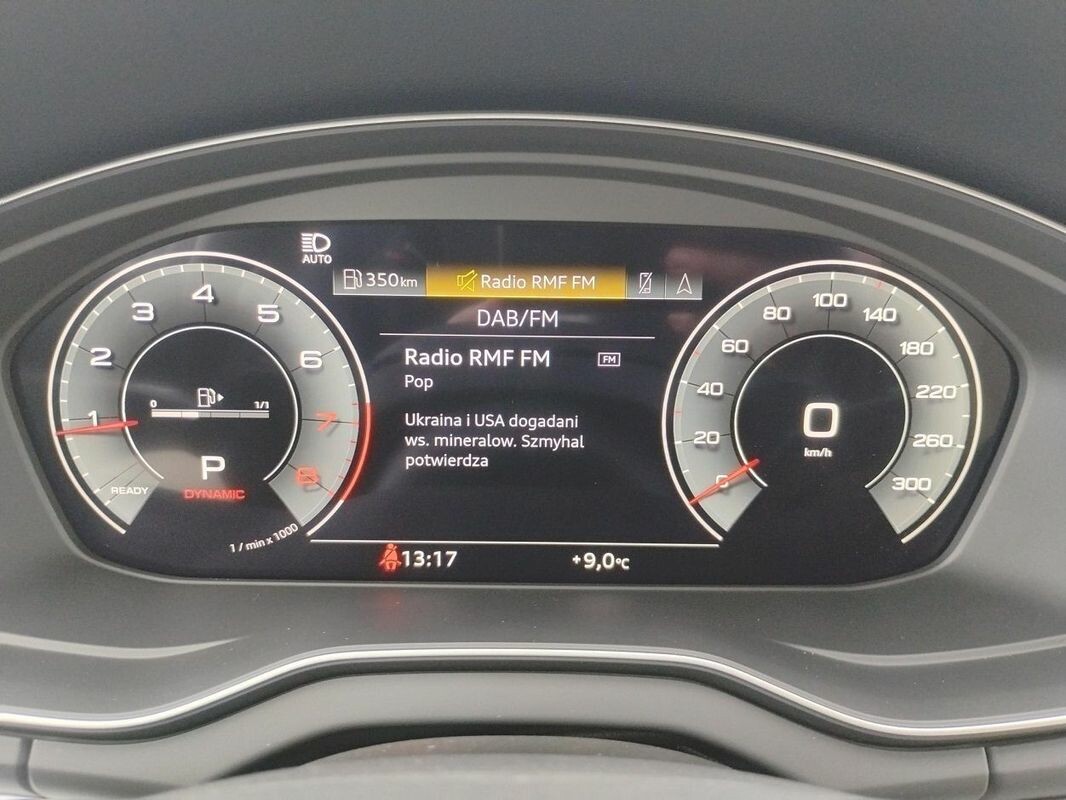 AUTO
350 km
Radio RMF FM
DAB/FM
Radio RMF FM
FM
Pop
Ukraina i USA dogadani
ws. mineralow. Szmyhal
potwierdza
1
2
3
4
5
6
7
8
0
1/1
P
READY
DYNAMIC
1 / min x 1000
0
20
40
60
80
100
140
180
220
260
300
0
km/h
13:17
+9,0°C